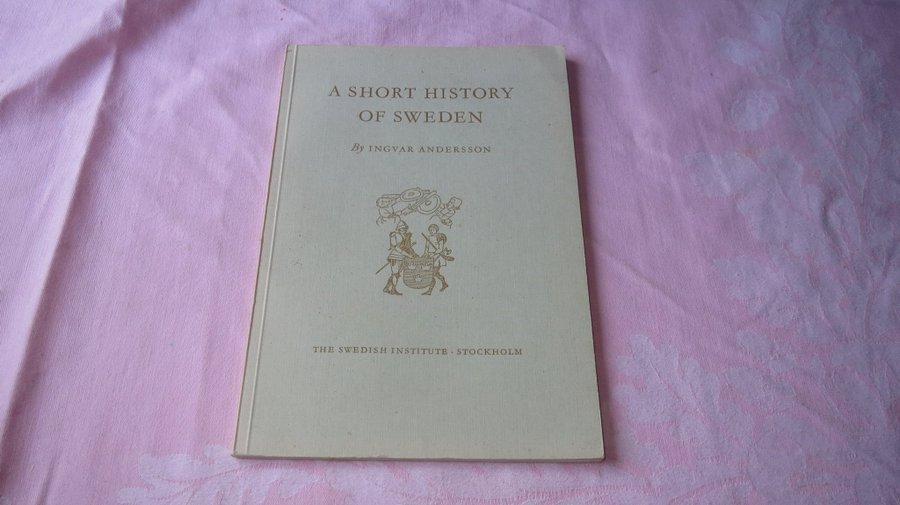 A SHORT HISTORY
OF SWEDEN
By INGVAR ANDERSSON
THE SWEDISH INSTITUTE · STOCKHOLM